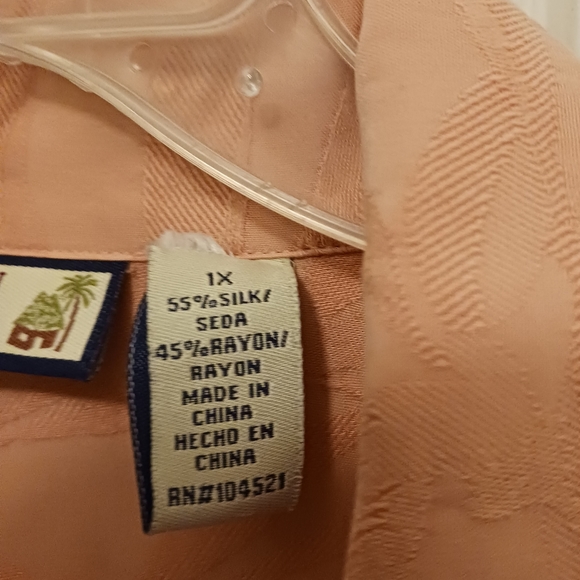 1X
55%SILK/
SEDA
45%RAYON/
RAYON
MADE IN
CHINA
HECHO EN
CHINA
RN#104521